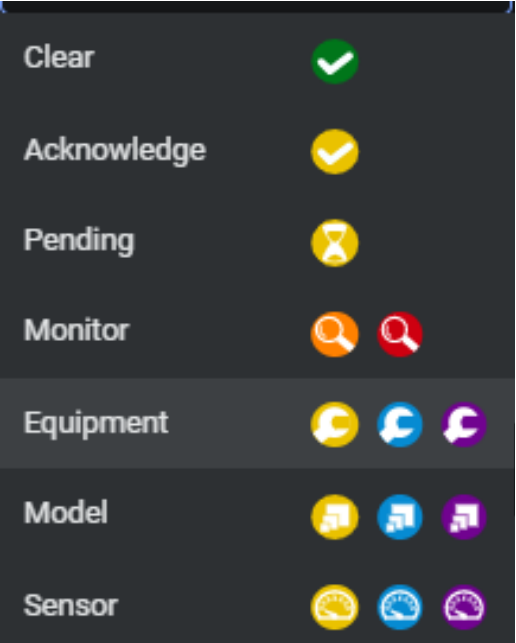 Clear
Acknowledge
Pending
Monitor
Equipment
Model
Sensor